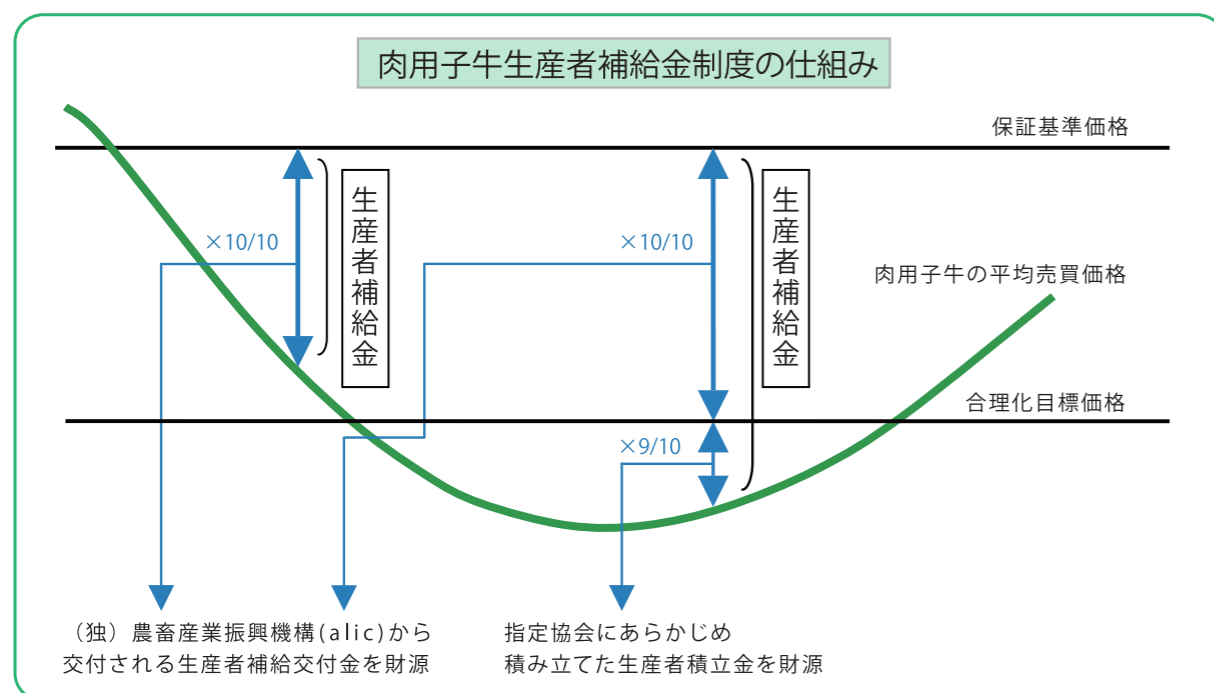 肉用子牛生産者補給金制度の仕組み
保証基準価格
生産者補給金
生産者補給金
×10/10
×10/10
肉用子牛の平均売買価格
合理化目標価格
×9/10
(独)農畜産業振興機構(alic)から
交付される生産者補給交付金を財源
指定協会にあらかじめ
積み立てた生産者積立金を財源